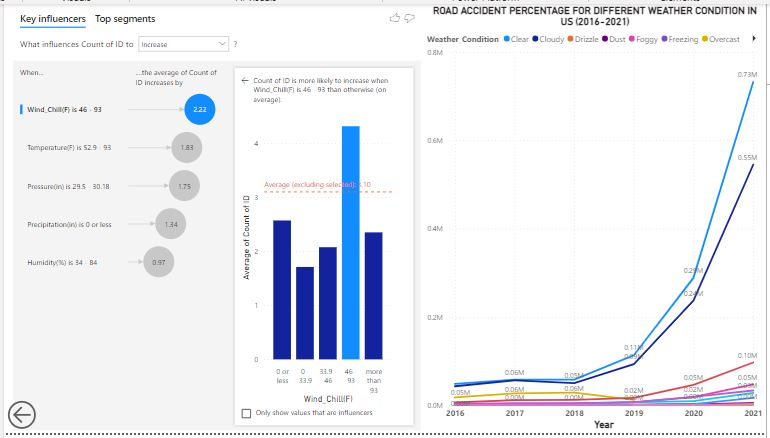 Key influencers Top segments
What influences Count of ID to Increase ?
When...
....the average of Count of
ID increases by
Wind_Chill(F) is 46 - 93
2.22
Temperature(F) is 52.9 - 93
1.83
Pressure(in) is 29.5 - 30.18
1.75
Precipitation(in) is 0 or less
1.34
Humidity(%) is 34 - 84
0.97
Count of ID is more likely to increase when
Wind_Chill(F) is 46 - 93 than otherwise (on
average).
Average (excluding selected):
4
3
2
1
0
Average of Count of ID
0 or
less
0
33.9
33.9
46
46
93
more
than
93
Wind_Chill(F)
Only show values that are influencers
ROAD ACCIDENT PERCENTAGE FOR DIFFERENT WEATHER CONDITION IN
US (2016-2021)
Weather_Condition Clear Cloudy Drizzle Dust Foggy Freezing Overcast
0.8M
0.6M
0.4M
0.2M
0.0M
0.73M
0.55M
0.24M
0.11M
0.06M
0.05M
0.06M
0.05M
0.02M
0.02M
0.05M
0.10M
0.05M
0.03M
2016 2017 2018 2019 2020 2021
Year